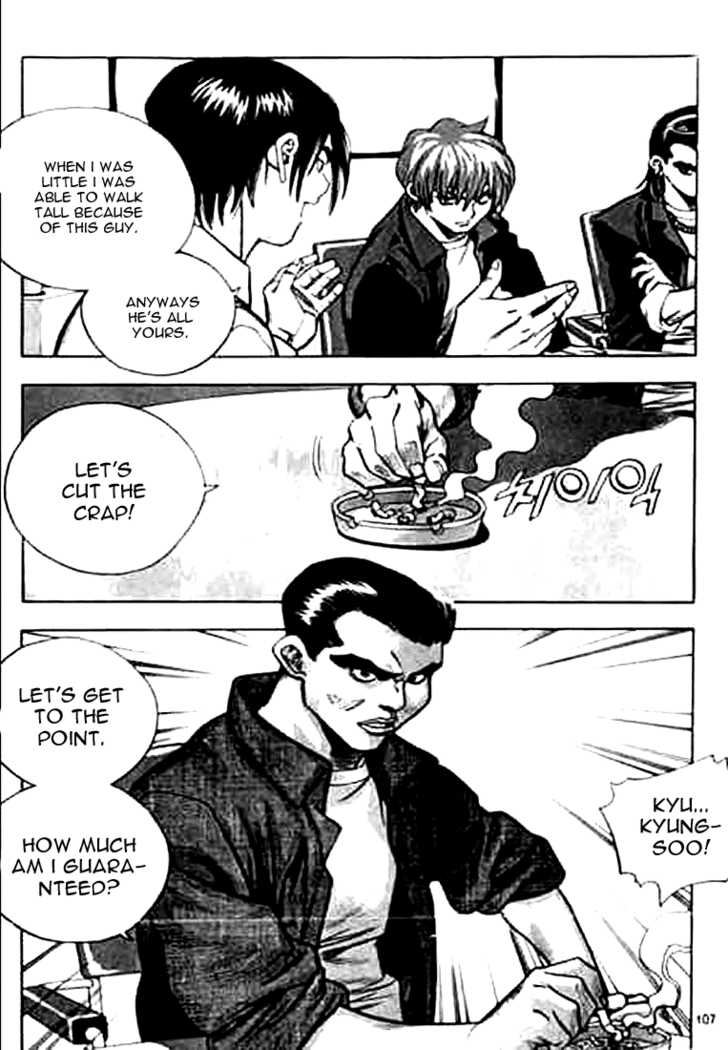 WHEN I WAS
LITTLE I WAS
ABLE TO WALK
TALL BECAUSE
OF THIS GUY.
ANYWAYS
HE'S ALL
YOURS.
LET'S
CUT THE
CRAP!
치이이익
LET'S GET
TO THE
POINT.
HOW MUCH
AM I GUARA-
NTEED?
KYU...
KYUNG-
SOO!
107